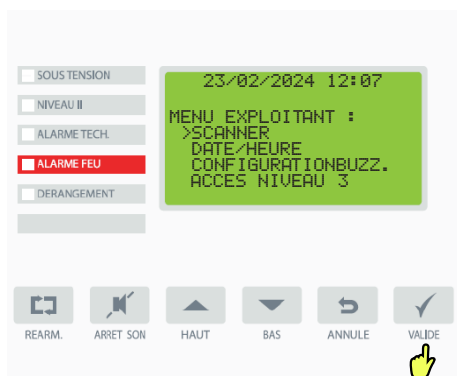 SOUS TENSION
NIVEAU II
ALARME TECH.
ALARME FEU
DERANGEMENT
23/02/2024 12:07
MENU EXPLOITANT :
>SCANNER
DATE/HEURE
CONFIGURATIONBUZZ.
ACCES NIVEAU 3
REARM.
ARRET SON
HAUT
BAS
ANNULE
VALIDE